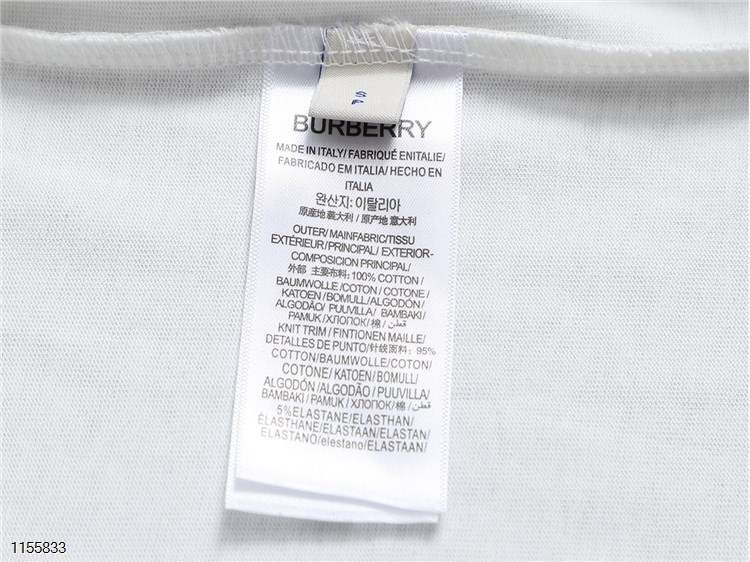 S
P
BURBERRY
MADE IN ITALY/ FABRIQUÉ ENITALIE/
FABRICADO EM ITALIA/ HECHO EN
ITALIA
완산지: 이탈리아
原産地 義大利 / 原产地 意大利
OUTER/ MAINFABRIC/TISSU
EXTÉRIEUR/PRINCIPAL/ EXTERIOR-
COMPOSICION PRINCIPAL/
外部 主要布料: 100% COTTON /
BAUMWOLLE /COTON / COTONE /
KATOEN /BOMULL/ALGODÓN/
ALGODÃO/ PUUVILLA/ BAMBAKI/
PAMUK /ХЛОПОК/ 棉 / قطن/
KNIT TRIM / FINTIONEN MAILLE/
DETALLES DE PUNTO/针线面料: 95%
COTTON/BAUMWOLLE/COTON/
COTONE/ KATOEN/BOMULL/
ALGODÓN/ALGODÃO / PUUVILLA/
BAMBAKI / PAMUK / ХЛОПОК/棉 / قطن/
5%ELASTANE/ELASTHAN/
ELASTHANE/ELASTAAN/ELASTAN/
ELASTANO/elestano/ELASTAAN/
1155833